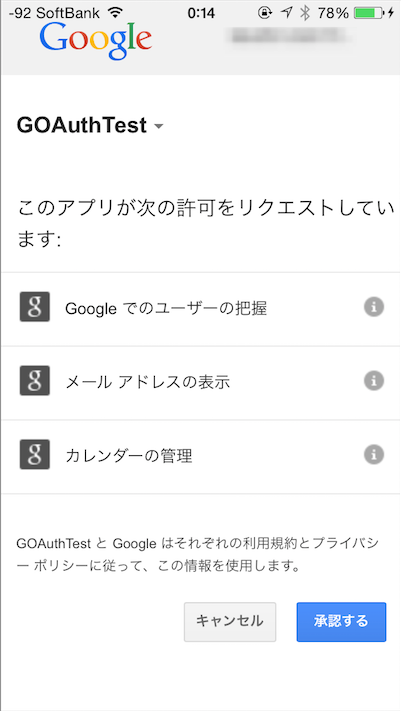 -92 SoftBank 0:14 78%
Google
GOAuthTest
このアプリが次の許可をリクエストしてい
ます:
Google でのユーザーの把握
メール アドレスの表示
カレンダーの管理
GOAuthTest と Google はそれぞれの利用規約とプライバシ
ー ポリシーに従って、この情報を使用します。
キャンセル 承認する